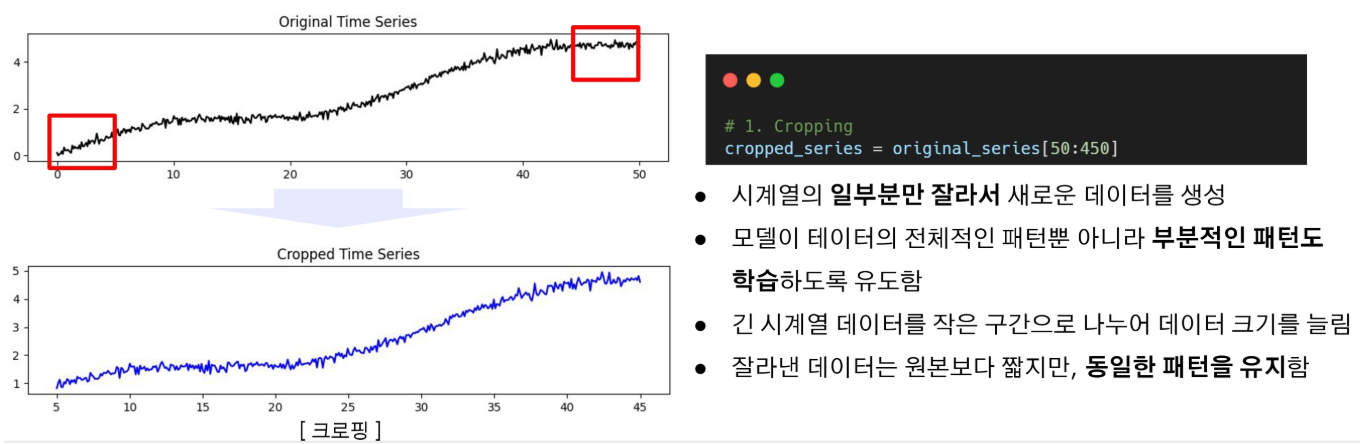 Original Time Series
4
2
0
0 10 20 30 40 50
Cropped Time Series
5
4
3
2
1
5 10 15 20 25 30 35 40 45
[ 크로핑 ]
# 1. Cropping
cropped_series = original_series[50:450]
● 시계열의 일부분만 잘라서 새로운 데이터를 생성
● 모델이 테이터의 전체적인 패턴뿐 아니라 부분적인 패턴도
학습하도록 유도함
● 긴 시계열 데이터를 작은 구간으로 나누어 데이터 크기를 늘림
● 잘라낸 데이터는 원본보다 짧지만, 동일한 패턴을 유지함